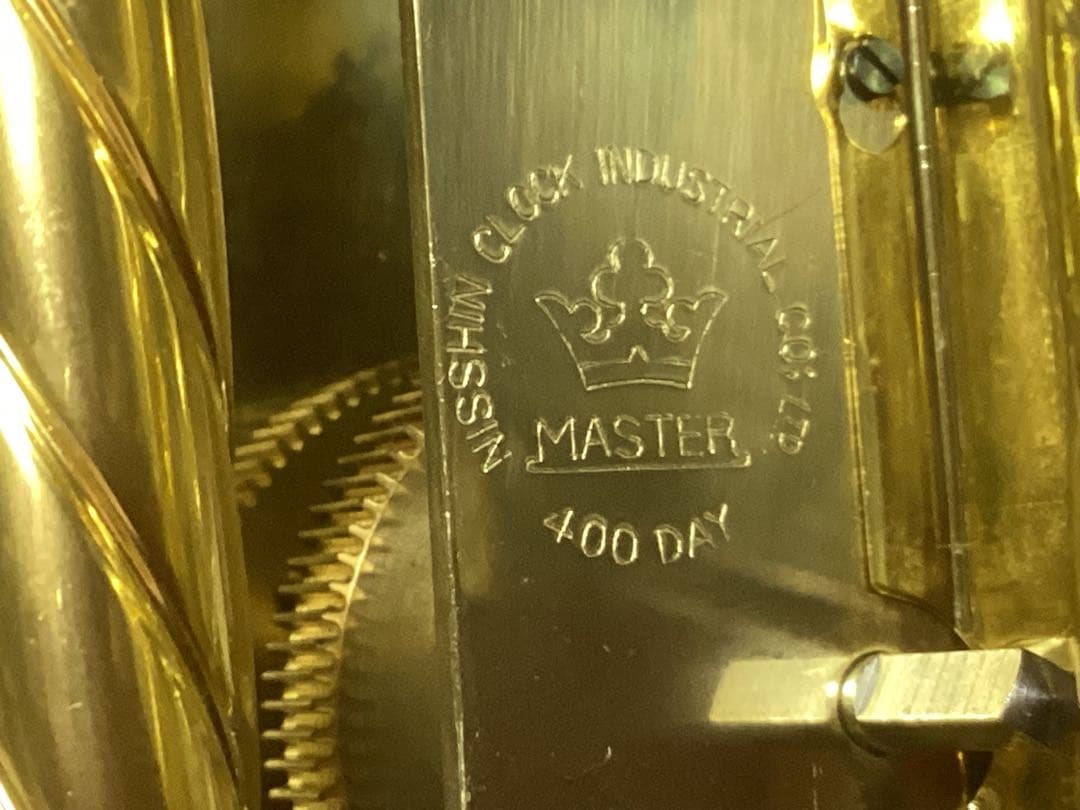 NISSHIN CLOCK INDUSTRIAL CO., LTD
MASTER
400 DAY